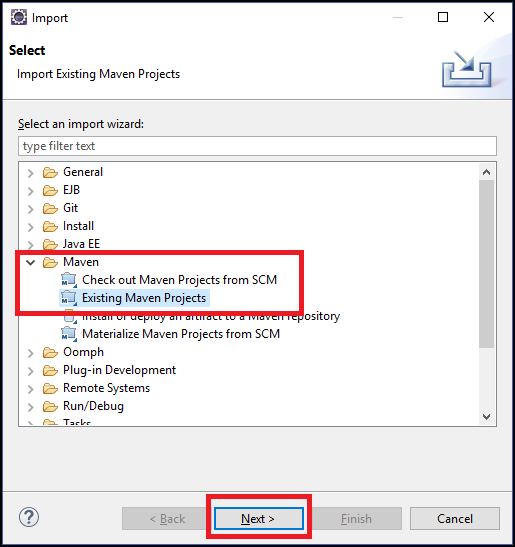 Import
Select
Import Existing Maven Projects
Select an import wizard:
type filter text
General
EJB
Git
Install
Java EE
Maven
Check out Maven Projects from SCM
Existing Maven Projects
Install or deploy an artifact to a Maven repository
Materialize Maven Projects from SCM
Oomph
Plug-in Development
Remote Systems
Run/Debug
Tasks
? < Back Next > Finish Cancel